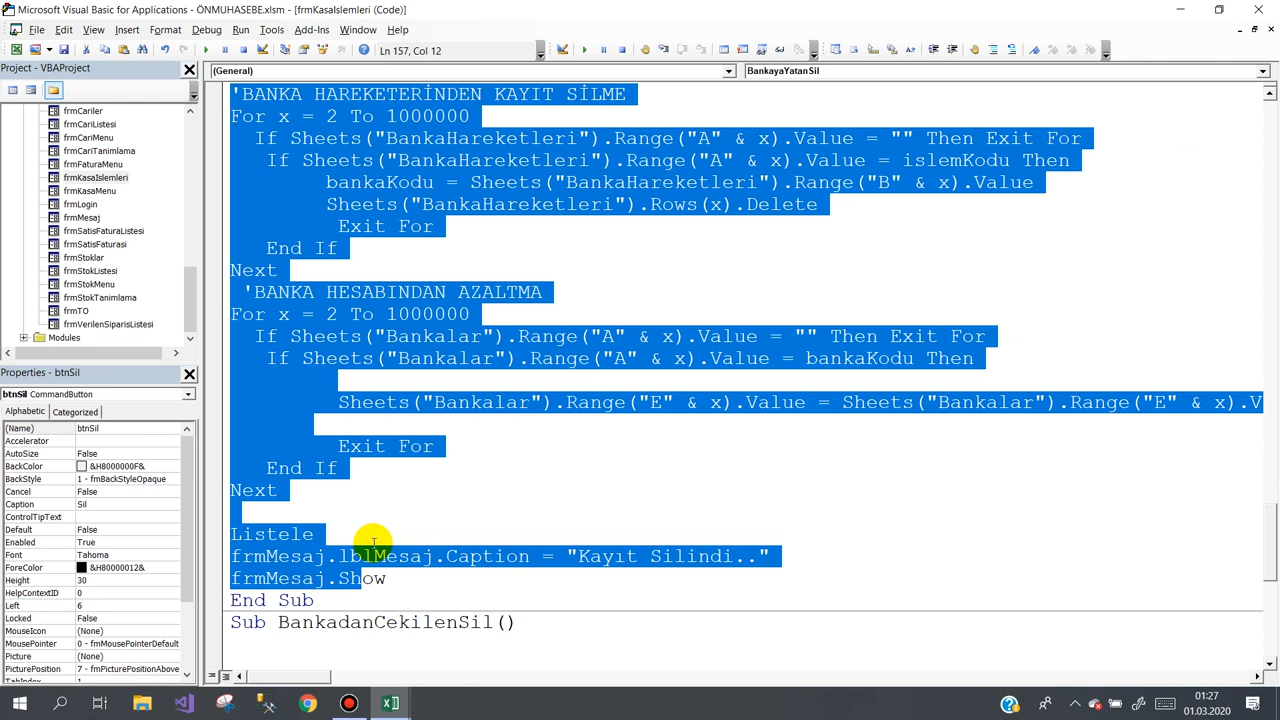 Microsoft Visual Basic for Applications - ÖNMUHASEBE.xlsm - [frmKasaIslemleri (Code)]
File Edit View Insert Format Debug Run Tools Add-Ins Window Help
Ln 157, Col 12
Project - VBAProject
(General) BankayaYatanSil
frmCariler
frmCariListesi
frmCariMenu
frmCariTanimlama
frmFaturaMenu
frmKasaIslemleri
frmKasaMenu
frmLogin
frmMesaj
frmSatisFaturaListesi
frmSatisFaturasi
frmStoklar
frmStokListesi
frmStokMenu
frmStokTanimlama
frmTO
frmVerilenSiparisListesi
Modules
Properties - btnSil
btnSil CommandButton
Alphabetic Categorized
(Name) btnSil
Accelerator
AutoSize False
BackColor &H8000000F&
BackStyle 1 - fmBackStyleOpaque
Cancel False
Caption Sil
ControlTipText
Default False
Enabled True
Font Tahoma
ForeColor &H80000012&
Height 30
HelpContextID 0
Left 6
Locked False
MouseIcon (None)
MousePointer 0 - fmMousePointerDefault
Picture (None)
PicturePosition 7 - fmPicturePositionAbove
'BANKA HAREKETERİNDEN KAYIT SİLME
For x = 2 To 1000000
If Sheets("BankaHareketleri").Range("A" & x).Value = "" Then Exit For
If Sheets("BankaHareketleri").Range("A" & x).Value = islemKodu Then
bankaKodu = Sheets("BankaHareketleri").Range("B" & x).Value
Sheets("BankaHareketleri").Rows(x).Delete
Exit For
End If
Next
'BANKA HESABINDAN AZALTMA
For x = 2 To 1000000
If Sheets("Bankalar").Range("A" & x).Value = "" Then Exit For
If Sheets("Bankalar").Range("A" & x).Value = bankaKodu Then
Sheets("Bankalar").Range("E" & x).Value = Sheets("Bankalar").Range("E" & x).V
Exit For
End If
Next
Listele
frmMesaj.lblMesaj.Caption = "Kayıt Silindi.."
frmMesaj.Show
End Sub
Sub BankadanCekilenSil()
01:27
01.03.2020